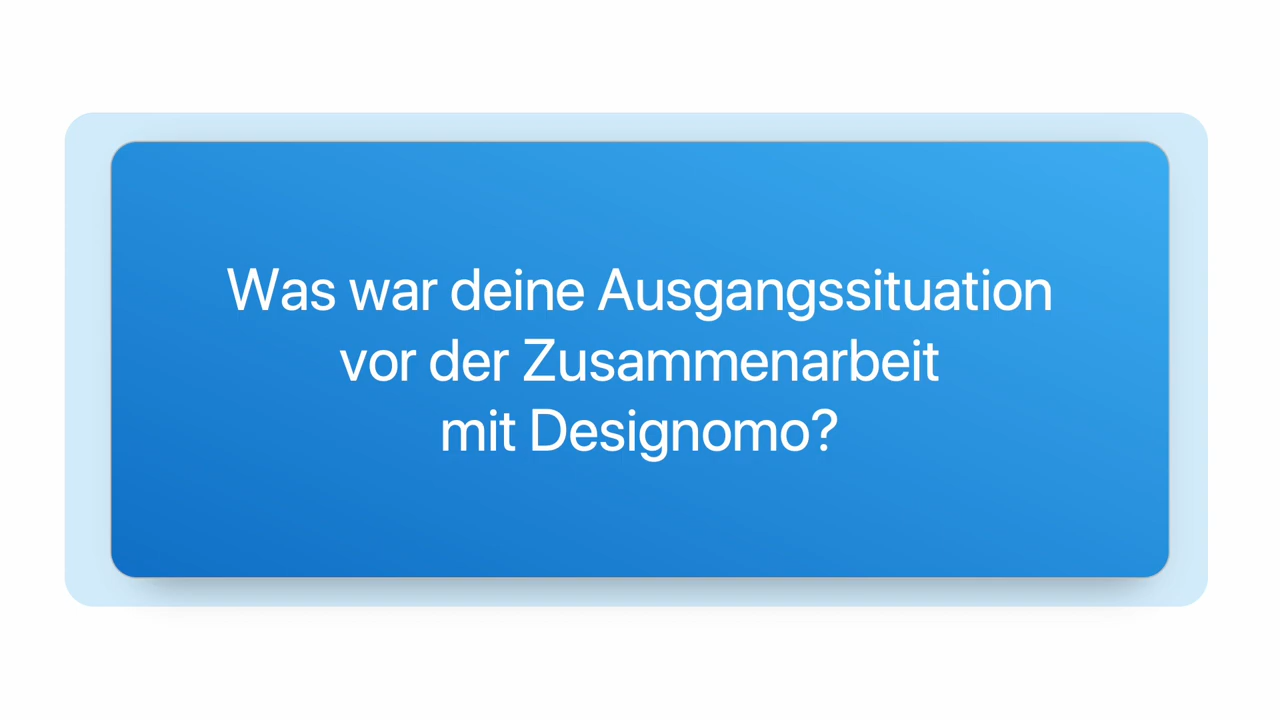 Was war deine Ausgangssituation
vor der Zusammenarbeit
mit Designomo?